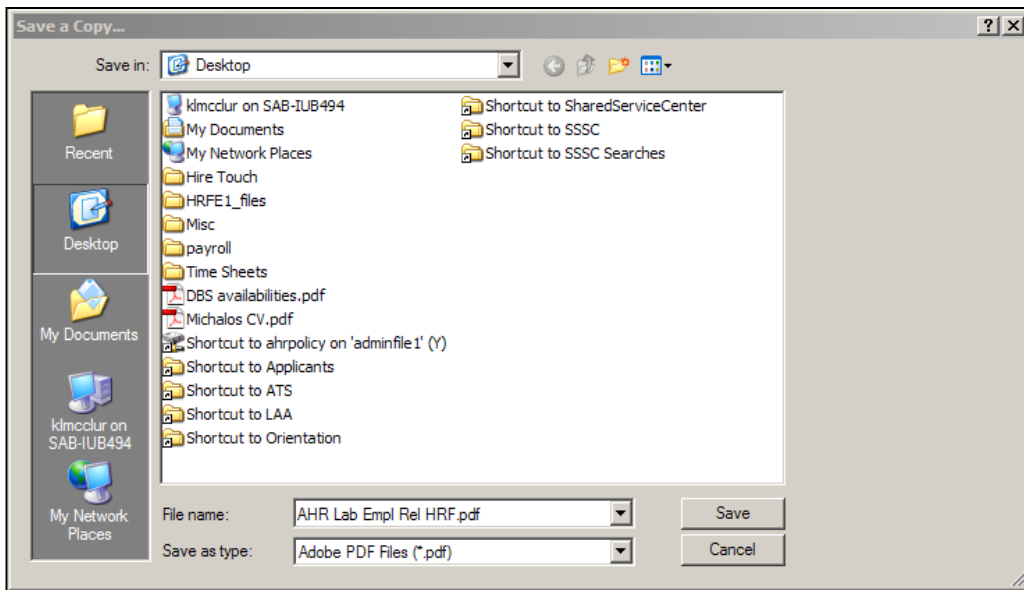 Save a Copy...
Save in:
Desktop
Recent
Desktop
My Documents
klmcclur on
SAB-IUB494
My Network
Places
klmcclur on SAB-IUB494
My Documents
My Network Places
Hire Touch
HRFE1_files
Misc
payroll
Time Sheets
DBS availabilities.pdf
Michalos CV.pdf
Shortcut to ahrpolicy on 'adminfile1' (Y)
Shortcut to Applicants
Shortcut to ATS
Shortcut to LAA
Shortcut to Orientation
Shortcut to SharedServiceCenter
Shortcut to SSSC
Shortcut to SSSC Searches
File name:
AHR Lab Empl Rel HRF.pdf
Save
Save as type:
Adobe PDF Files (*.pdf)
Cancel